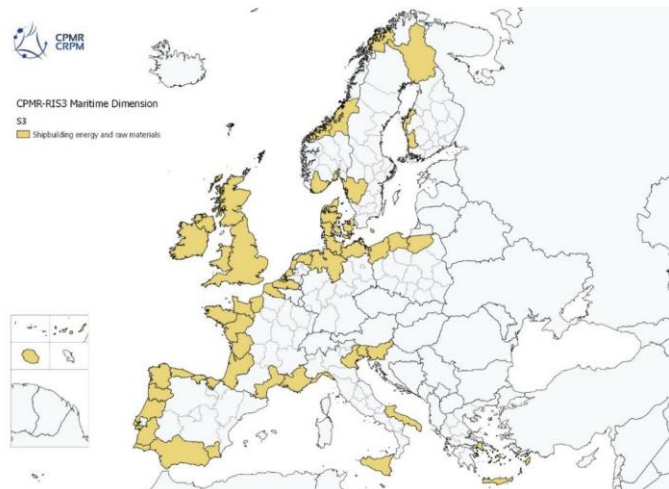 CPMR
CRPM
CPMR-RIS3 Maritime Dimension
S3
Shipbuilding energy and raw materials